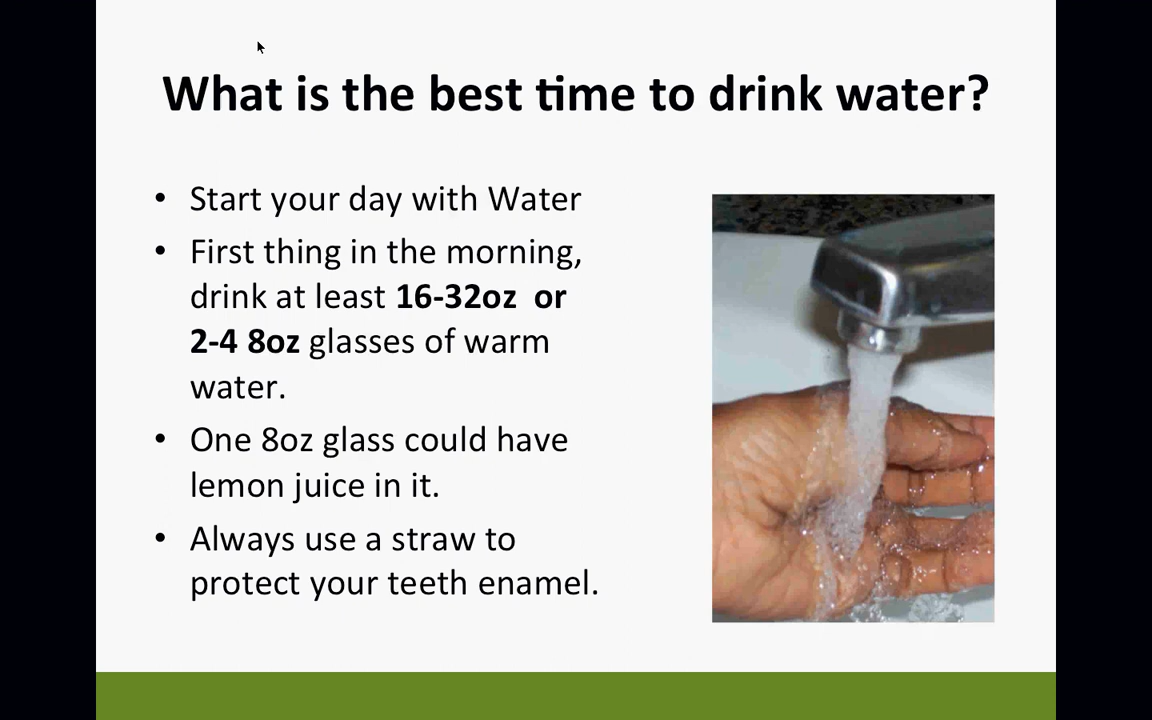 What is the best time to drink water?
• Start your day with Water
• First thing in the morning,
drink at least 16-32oz  or
2-4 8oz glasses of warm
water.
• One 8oz glass could have
lemon juice in it.
• Always use a straw to
protect your teeth enamel.